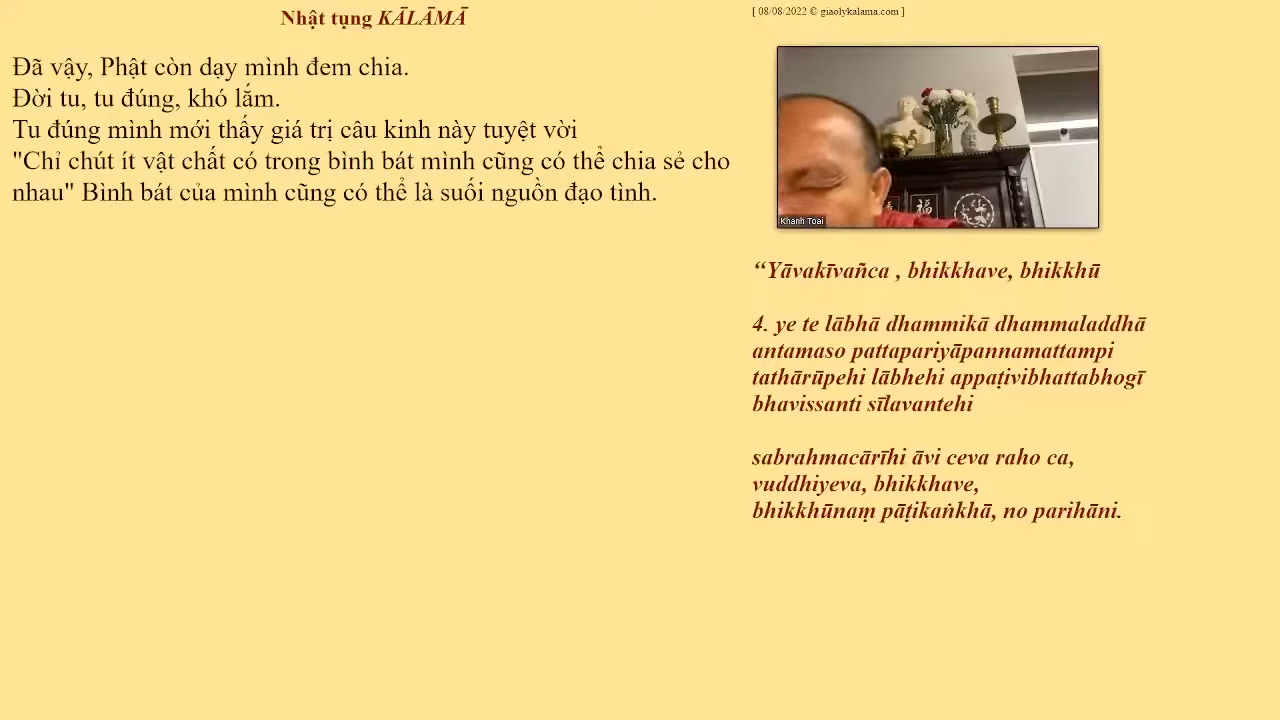 Nhật tụng KĀLĀMĀ
[ 08/08/2022 © giaolykalama.com ]
Đã vậy, Phật còn dạy mình đem chia.
Đời tu, tu đúng, khó lắm.
Tu đúng mình mới thấy giá trị câu kinh này tuyệt vời
"Chỉ chút ít vật chất có trong bình bát mình cũng có thể chia sẻ cho
nhau" Bình bát của mình cũng có thể là suối nguồn đạo tình.
福
Khanh Toai
“Yāvakīvañca , bhikkhave, bhikkhū
4. ye te lābhā dhammikā dhammaladdhā
antamaso pattapariyāpannamattampi
tathārūpehi lābhehi appaṭivibhattabhogī
bhavissanti sīlavantehi
sabrahmacārīhi āvi ceva raho ca,
vuddhiyeva, bhikkhave,
bhikkhūnaṃ pāṭikaṅkhā, no parihāni.